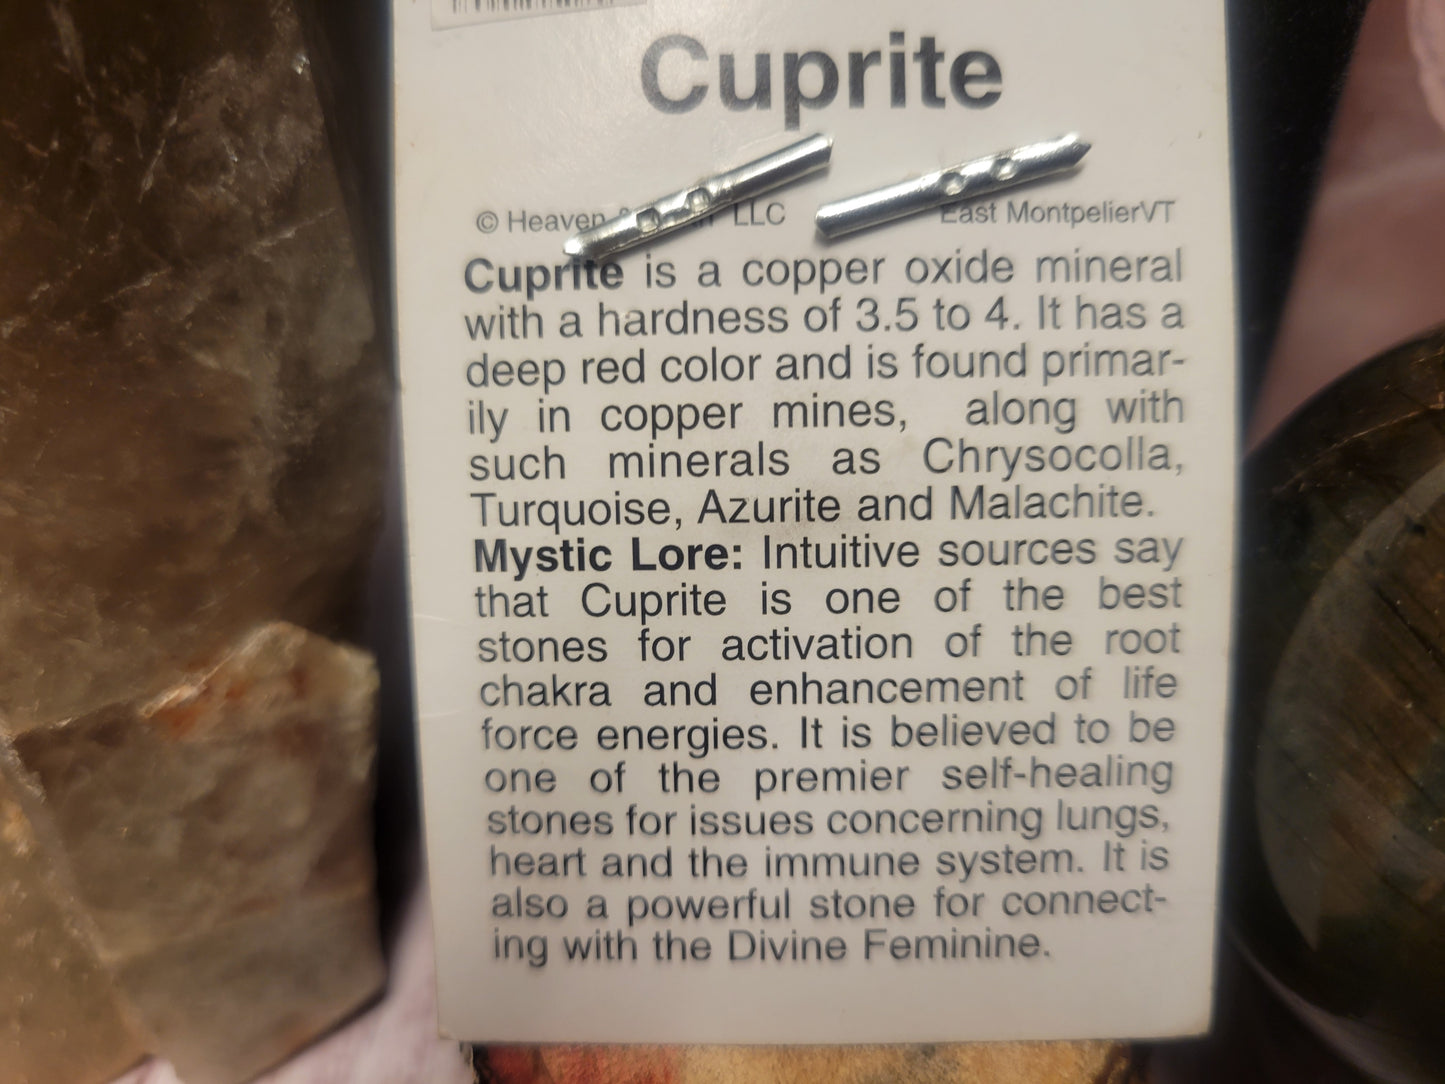 Cuprite
© Heaven & LLC East MontpelierVT
Cuprite is a copper oxide mineral
with a hardness of 3.5 to 4. It has a
deep red color and is found primar-
ily in copper mines, along with
such minerals as Chrysocolla,
Turquoise, Azurite and Malachite.
Mystic Lore: Intuitive sources say
that Cuprite is one of the best
stones for activation of the root
chakra and enhancement of life
force energies. It is believed to be
one of the premier self-healing
stones for issues concerning lungs,
heart and the immune system. It is
also a powerful stone for connect-
ing with the Divine Feminine.